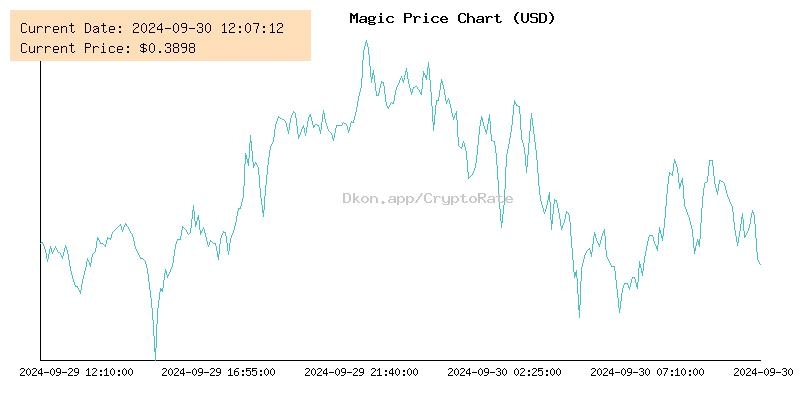 Magic Price Chart (USD)
Current Date: 2024-09-30 12:07:12
Current Price: $0.3898
Dkon.app/CryptoRate
2024-09-29 12:10:00
2024-09-29 16:55:00
2024-09-29 21:40:00
2024-09-30 02:25:00
2024-09-30 07:10:00
2024-09-30